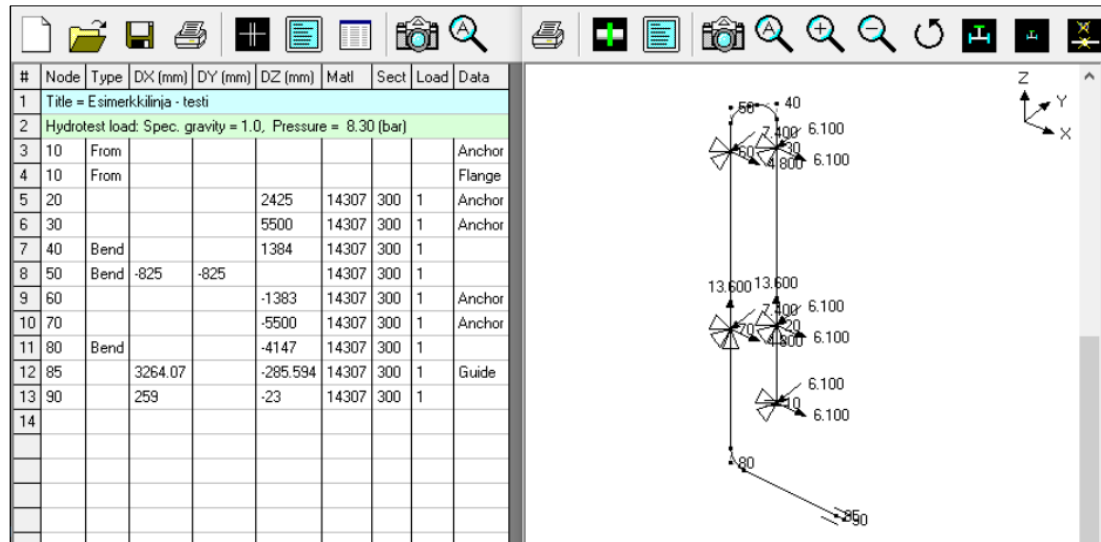 # Node Type DX (mm) DY (mm) DZ (mm) Matl Sect Load Data
1 Title = Esimerkkilinja - testi
2 Hydrotest load: Spec. gravity = 1.0, Pressure = 8.30 (bar)
3 10 From Anchor
4 10 From Flange
5 20 2425 14307 300 1 Anchor
6 30 5500 14307 300 1 Anchor
7 40 Bend 1384 14307 300 1
8 50 Bend -825 -825 14307 300 1
9 60 -1383 14307 300 1 Anchor
10 70 -5500 14307 300 1 Anchor
11 80 Bend -4147 14307 300 1
12 85 3264.07 -285.594 14307 300 1 Guide
13 90 259 -23 14307 300 1
14
Z
Y
X
50 40
7.400 6.100
60 30
4.800 6.100
13.600 13.600
7.400 6.100
70 20
4.800 6.100
6.100
10 6.100
80
85 90